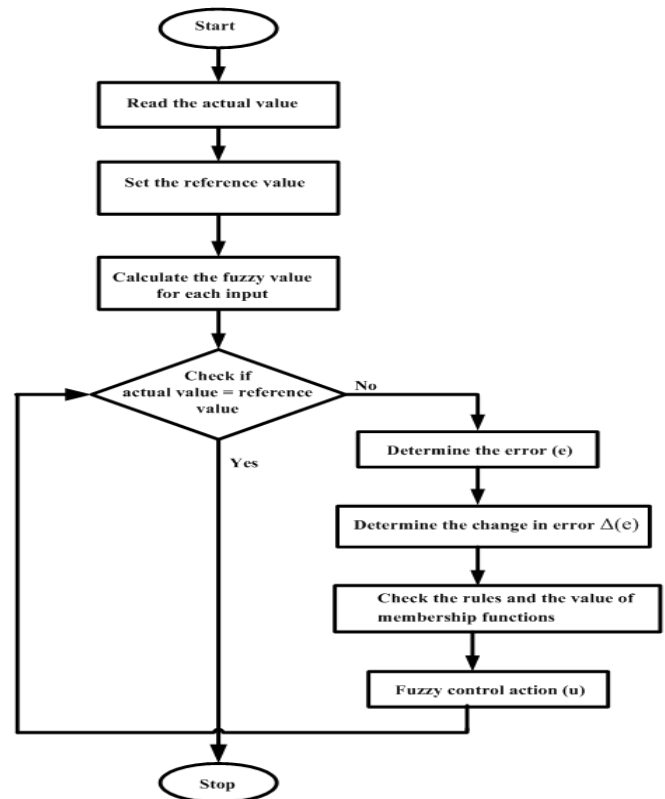 Start
Read the actual value
Set the reference value
Calculate the fuzzy value
for each input
Check if
actual value = reference
value
No
Yes
Determine the error (e)
Determine the change in error Δ(e)
Check the rules and the value of
membership functions
Fuzzy control action (u)
Stop